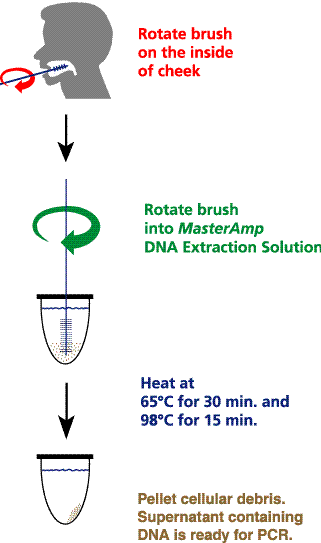 Rotate brush
on the inside
of cheek
Rotate brush
into MasterAmp
DNA Extraction Solution
Heat at
65°C for 30 min. and
98°C for 15 min.
Pellet cellular debris.
Supernatant containing
DNA is ready for PCR.